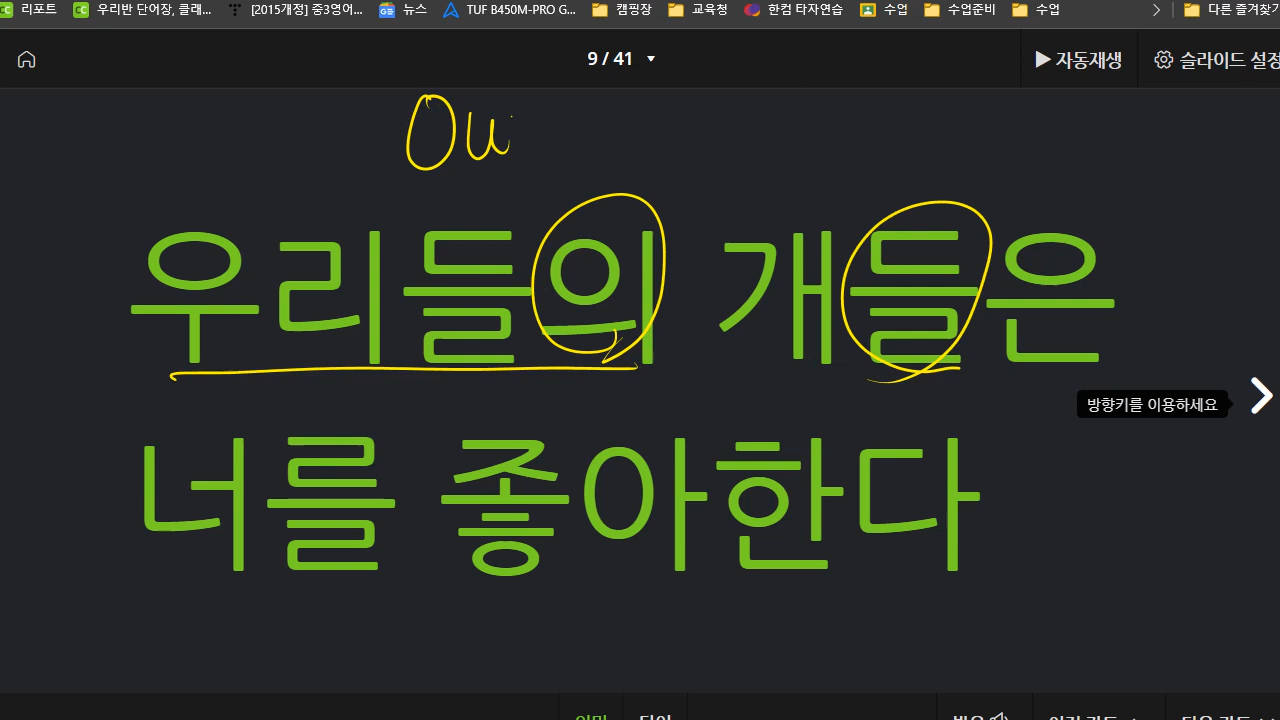 리포트 우리반 단어장, 클래... [2015개정] 중3영어... 뉴스 TUF B450M-PRO G... 캠핑장 교육청 한컴 타자연습 수업 수업준비 수업 다른 즐겨찾기
9 / 41 자동재생 슬라이드 설정
Ou
우리들의 개들은
방향키를 이용하세요
너를 좋아한다